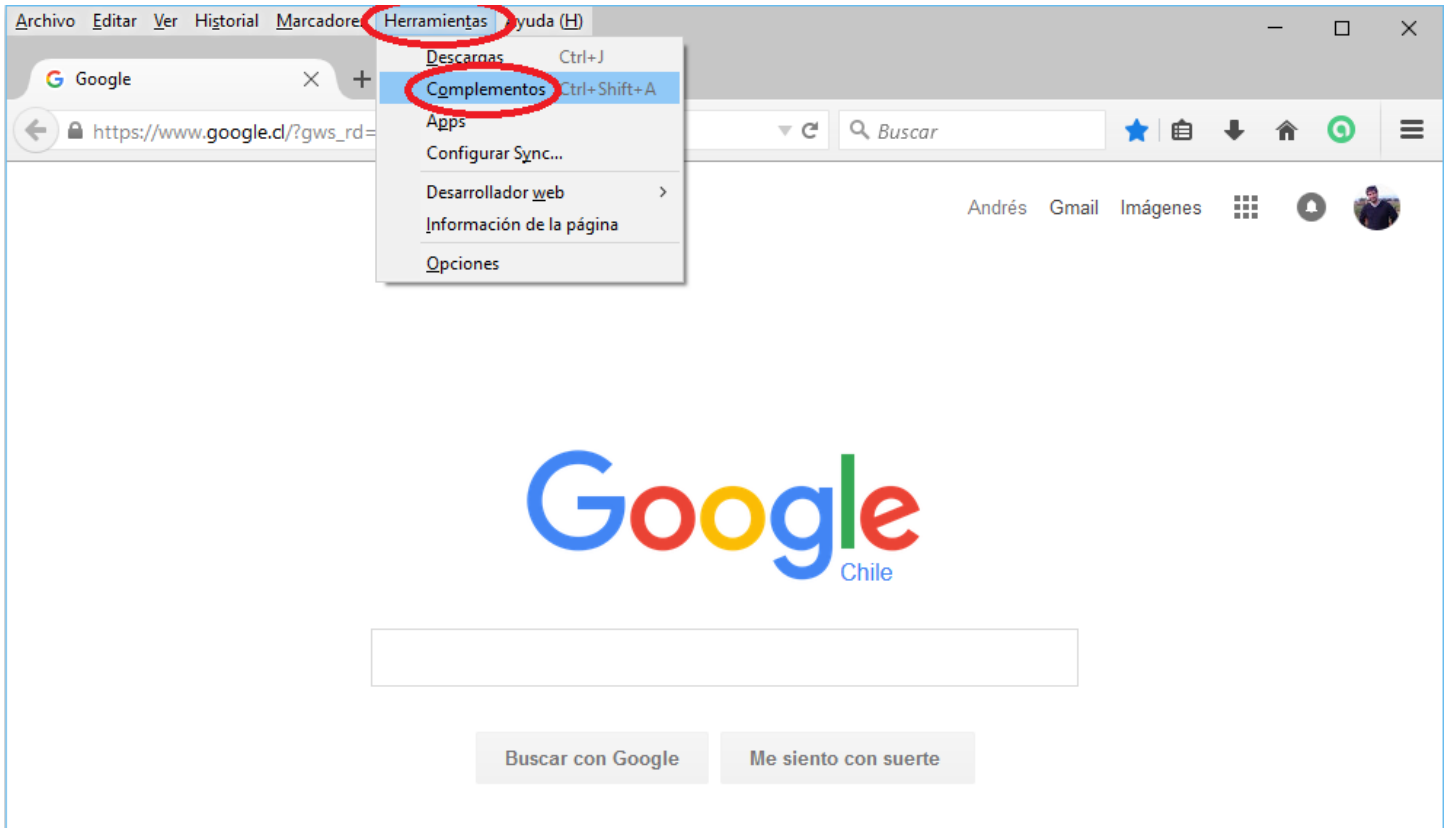 Archivo Editar Ver Historial Marcadores Herramientas Ayuda (H)
Descargas Ctrl+J
Google
Complementos Ctrl+Shift+A
Apps
https://www.google.cl/?gws_rd=
Buscar
Configurar Sync...
Desarrollador web
Información de la página
Opciones
Andrés Gmail Imágenes
Google
Chile
Buscar con Google Me siento con suerte